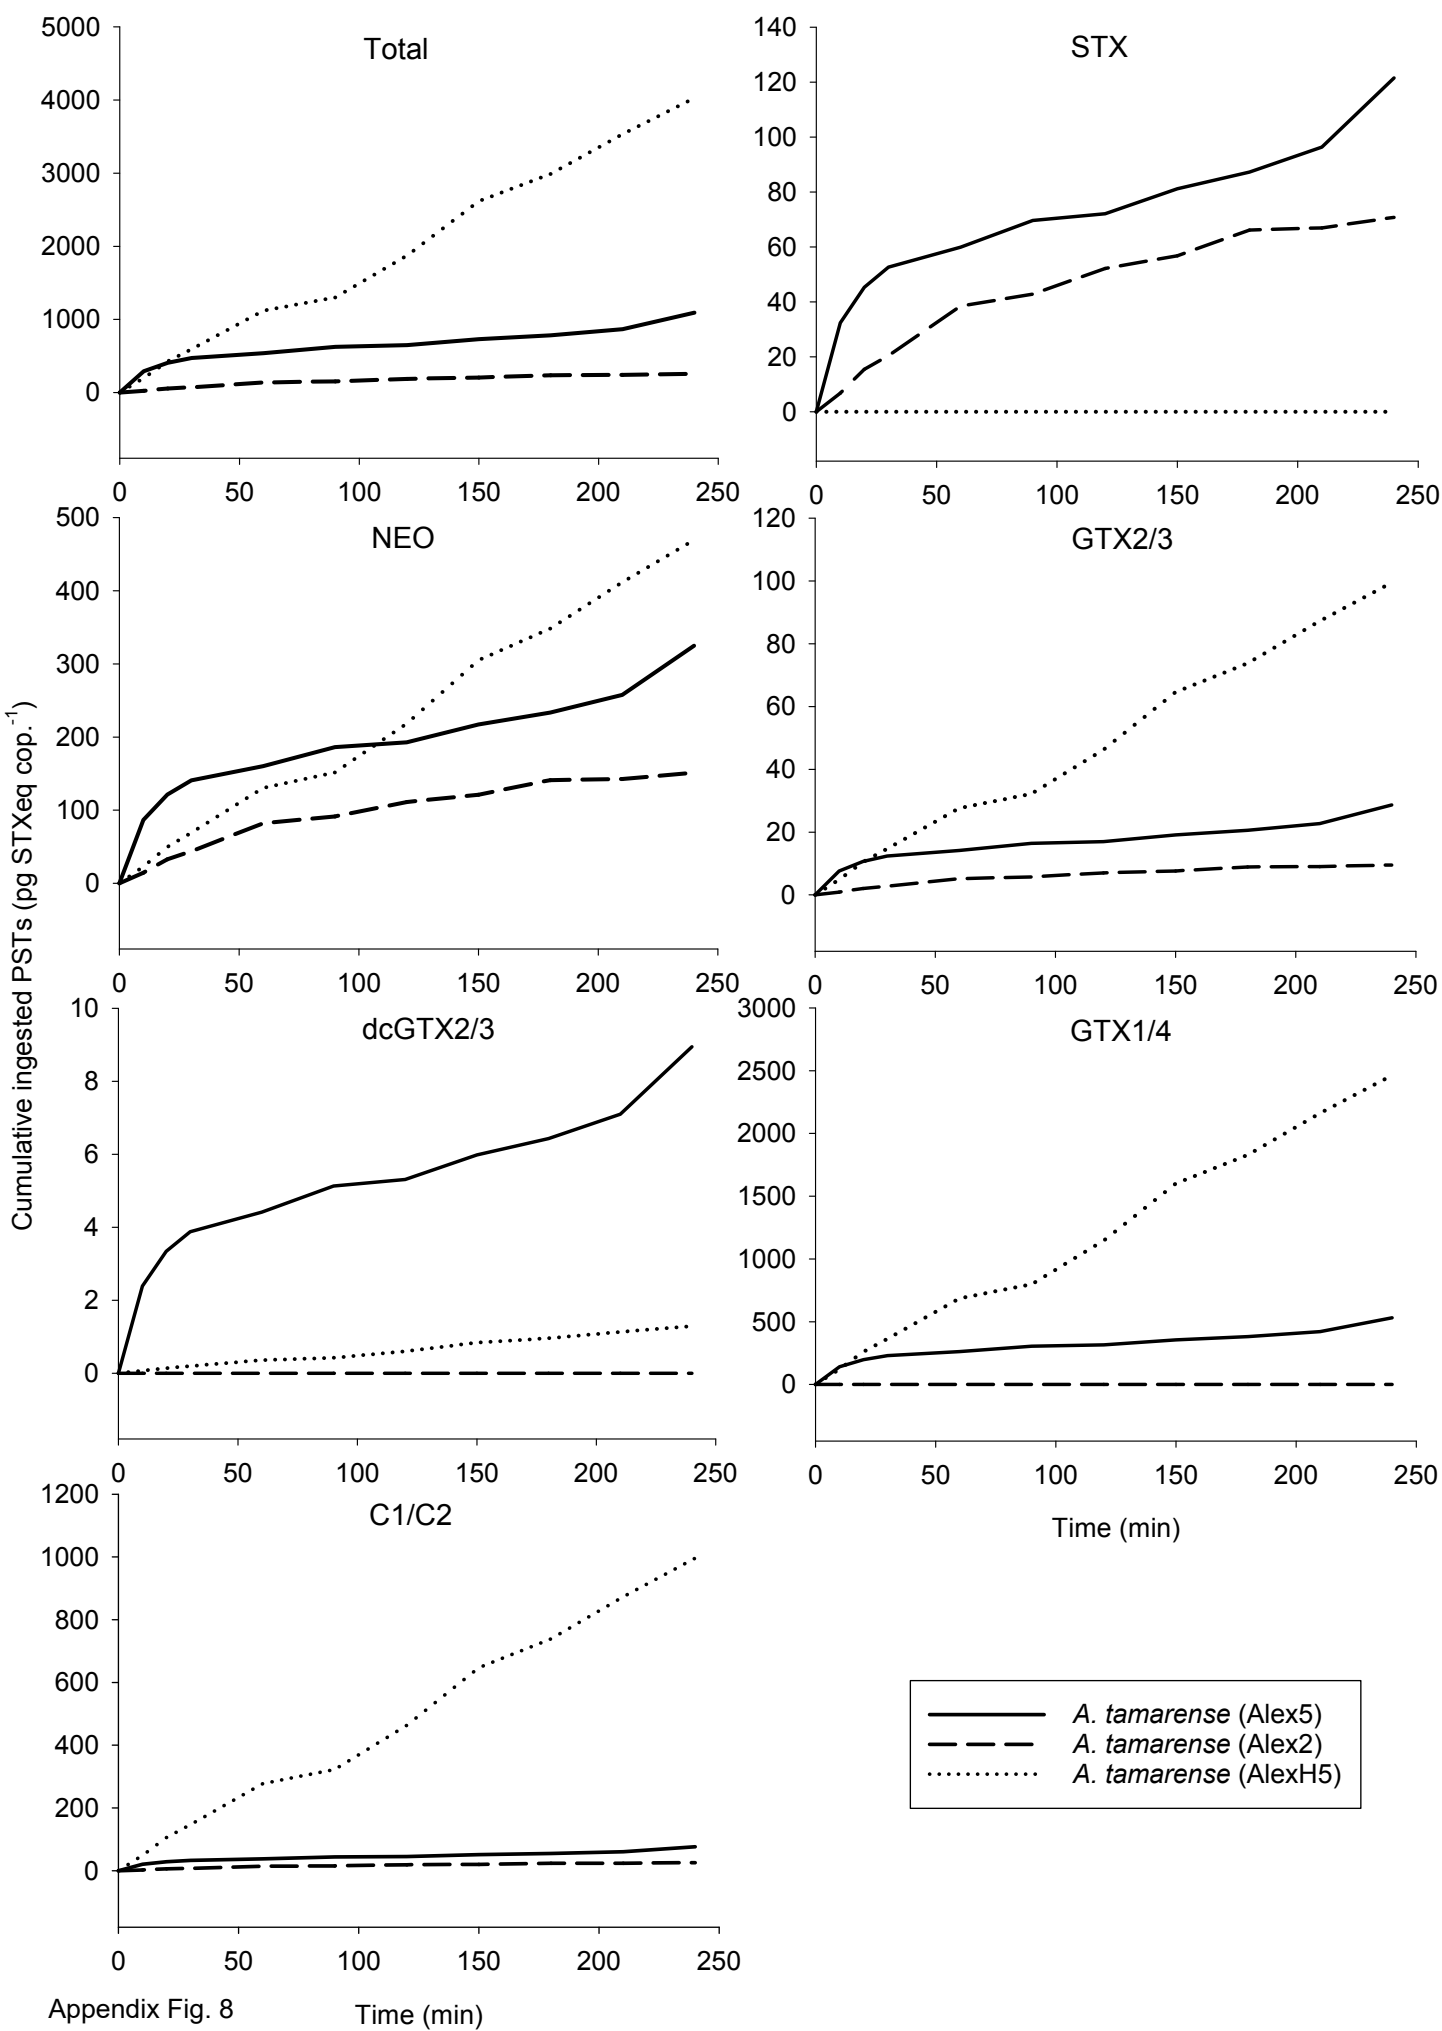 Cumulative ingested PSTs (pg STXeq cop.-1)
Total
5000
4000
3000
2000
1000
0
0 50 100 150 200 250
STX
140
120
100
80
60
40
20
0
0 50 100 150 200 250
NEO
500
400
300
200
100
0
0 50 100 150 200 250
GTX2/3
120
100
80
60
40
20
0
0 50 100 150 200 250
dcGTX2/3
10
8
6
4
2
0
0 50 100 150 200 250
GTX1/4
3000
2500
2000
1500
1000
500
0
0 50 100 150 200 250
Time (min)
C1/C2
1200
1000
800
600
400
200
0
0 50 100 150 200 250
Time (min)
A. tamarense (Alex5)
A. tamarense (Alex2)
A. tamarense (AlexH5)
Appendix Fig. 8